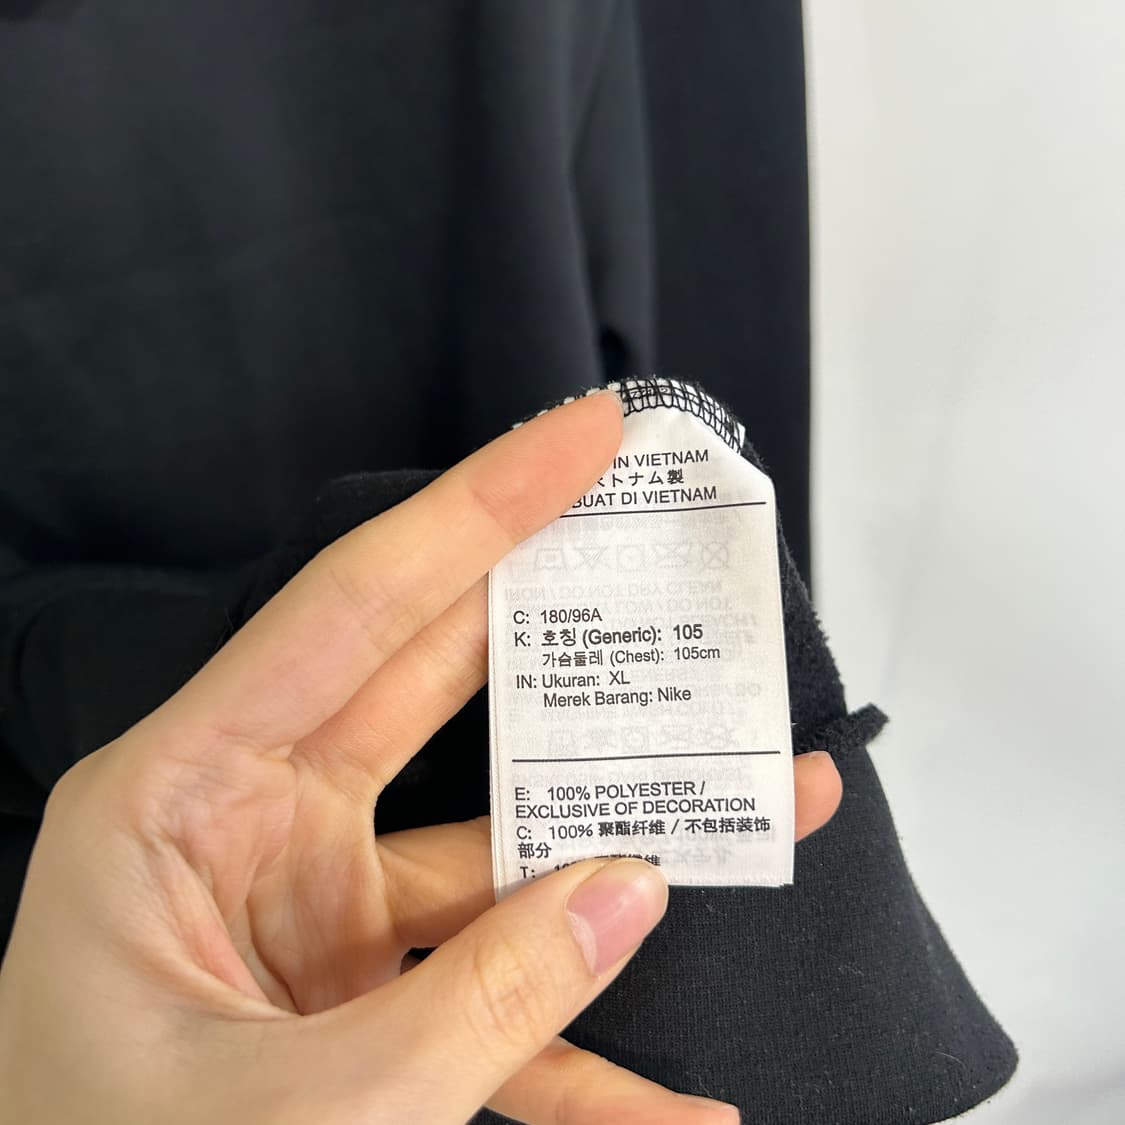 IN VIETNAM
トナム製
BUAT DI VIETNAM
C: 180/96A
K: 호칭 (Generic): 105
가슴둘레 (Chest): 105cm
IN: Ukuran: XL
Merek Barang: Nike
E: 100% POLYESTER /
EXCLUSIVE OF DECORATION
C: 100% 聚酯纤维 / 不包括装饰
部分
T: